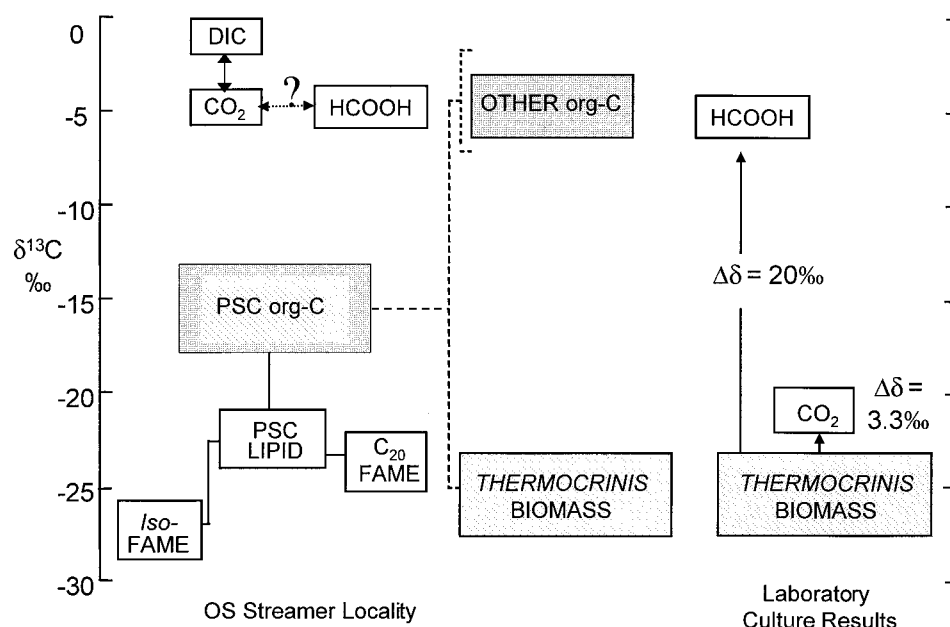 0
-5
-10
-15
-20
-25
-30
δ¹³C
‰
DIC
CO₂
?
HCOOH
OTHER org-C
PSC org-C
PSC
LIPID
C₂₀
FAME
Iso-
FAME
THERMOCRINIS
BIOMASS
OS Streamer Locality
HCOOH
Δδ = 20‰
CO₂
Δδ =
3.3‰
THERMOCRINIS
BIOMASS
Laboratory
Culture Results